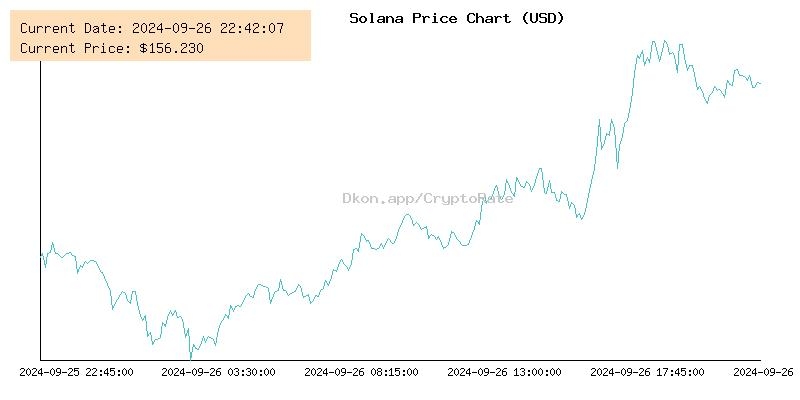 Solana Price Chart (USD)
Current Date: 2024-09-26 22:42:07
Current Price: $156.230
Dkon.app/CryptoRate
2024-09-25 22:45:00 2024-09-26 03:30:00 2024-09-26 08:15:00 2024-09-26 13:00:00 2024-09-26 17:45:00 2024-09-26